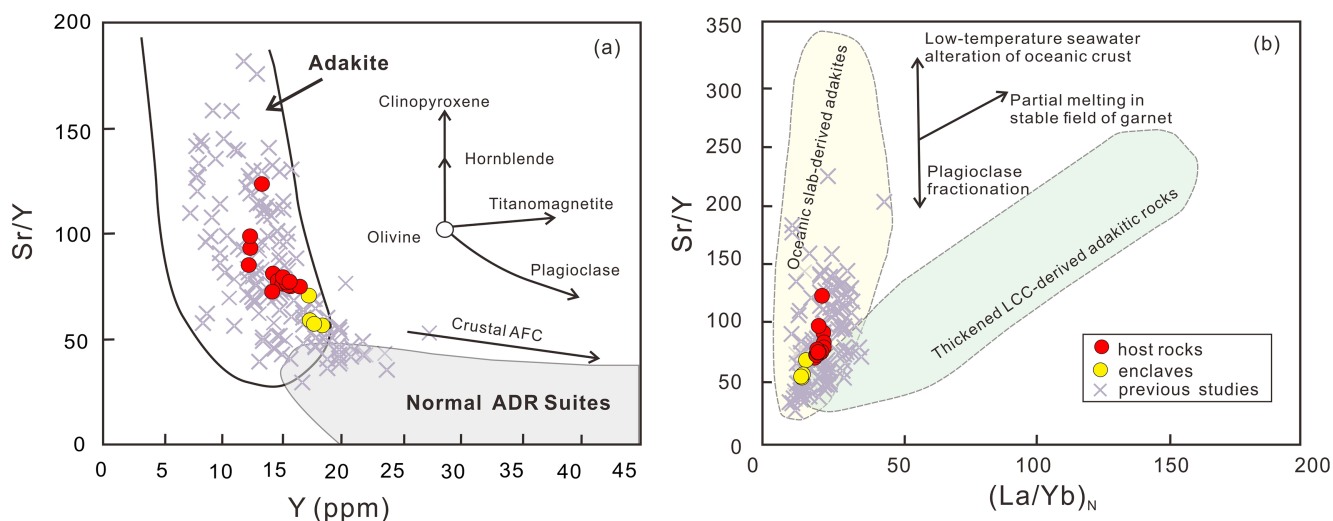 (a)
200
150
100
50
0
Sr/Y
Adakite
Clinopyroxene
Hornblende
Titanomagnetite
Olivine
Plagioclase
Crustal AFC
Normal ADR Suites
0 5 10 15 20 25 30 35 40 45
Y (ppm)
(b)
350
300
250
200
150
100
50
0
Sr/Y
Low-temperature seawater
alteration of oceanic crust
Partial melting in
stable field of garnet
Plagioclase
fractionation
Oceanic slab-derived adakites
Thickened LCC-derived adakitic rocks
host rocks
enclaves
previous studies
0 50 100 150 200
(La/Yb)N